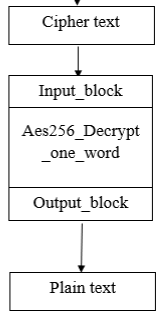 Cipher text
Input_block
Aes256_Decrypt
_one_word
Output_block
Plain text